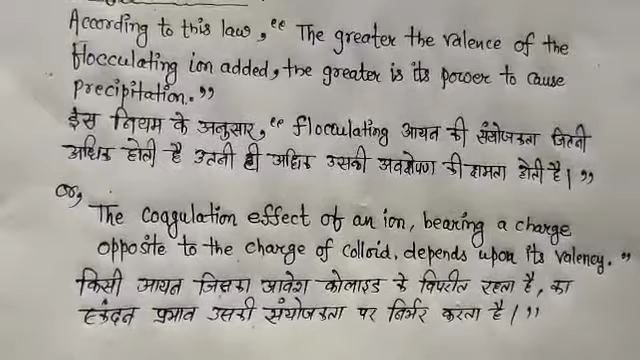 According to this law, "The greater the valence of the
flocculating ion added, the greater is its power to cause
Precipitation."
इस नियम के अनुसार, "flocculating आयन की संयोजकता जितनी
अधिक होती है उतनी ही अधिक उसकी अवक्षेपण की क्षमता होती है।"
Or,
The coagulation effect of an ion, bearing a charge
opposite to the charge of colloid, depends upon its valency."
किसी आयन जिसका आवेश कोलाइड के विपरीत रहता है, का
स्कंदन प्रभाव उसकी संयोजकता पर निर्भर करता है।"